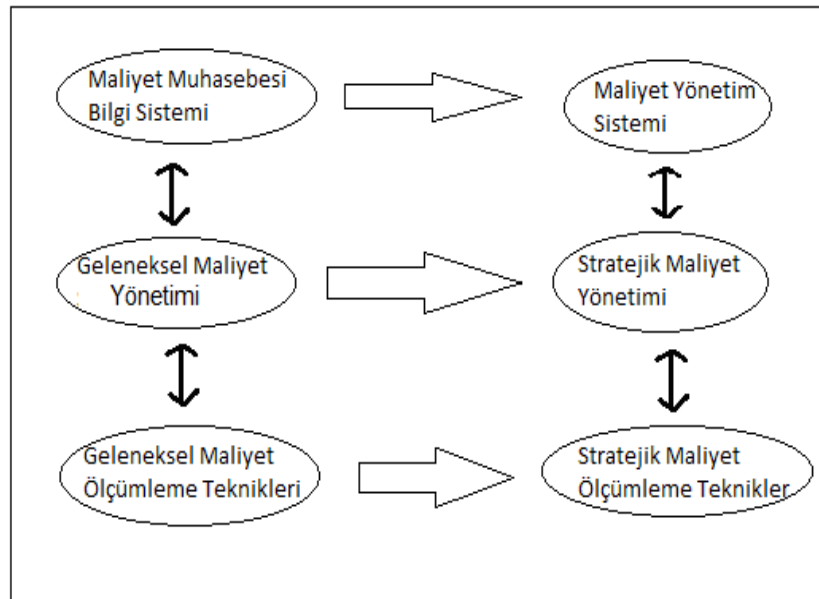 Maliyet Muhasebesi
Bilgi Sistemi
Maliyet Yönetim
Sistemi
Geleneksel Maliyet
Yönetimi
Stratejik Maliyet
Yönetimi
Geleneksel Maliyet
Ölçümleme Teknikleri
Stratejik Maliyet
Ölçümleme Teknikler